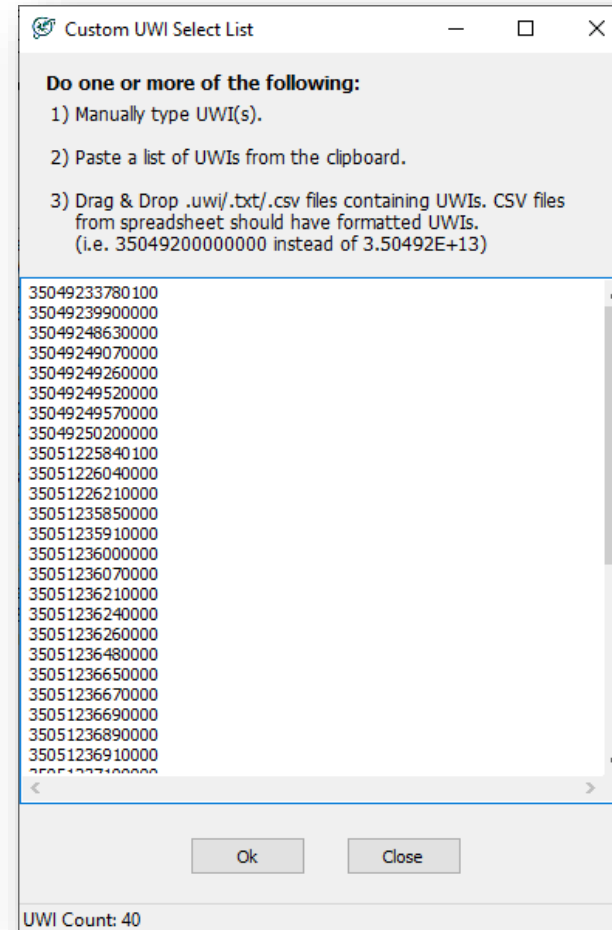 Custom UWI Select List
Do one or more of the following:
1) Manually type UWI(s).
2) Paste a list of UWIs from the clipboard.
3) Drag & Drop .uwi/.txt/.csv files containing UWIs. CSV files
from spreadsheet should have formatted UWIs.
(i.e. 35049200000000 instead of 3.50492E+13)
35049233780100
35049239900000
35049248630000
35049249070000
35049249260000
35049249520000
35049249570000
35049250200000
35051225840100
35051226040000
35051226210000
35051235850000
35051235910000
35051236000000
35051236070000
35051236210000
35051236240000
35051236260000
35051236480000
35051236650000
35051236670000
35051236690000
35051236890000
35051236910000
Ok Close
UWI Count: 40